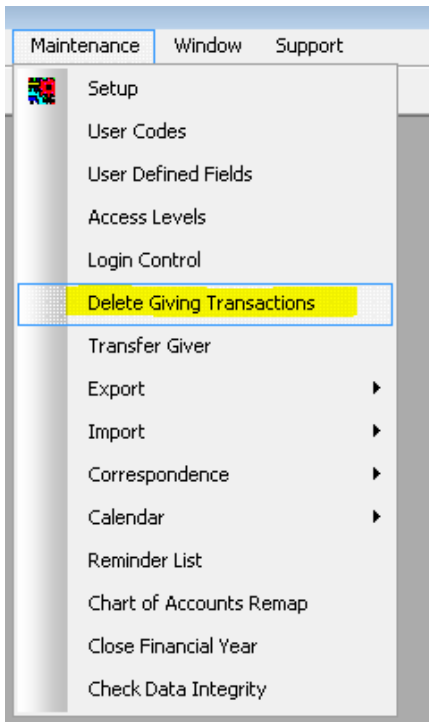 Maintenance Window Support
Setup
User Codes
User Defined Fields
Access Levels
Login Control
Delete Giving Transactions
Transfer Giver
Export
Import
Correspondence
Calendar
Reminder List
Chart of Accounts Remap
Close Financial Year
Check Data Integrity